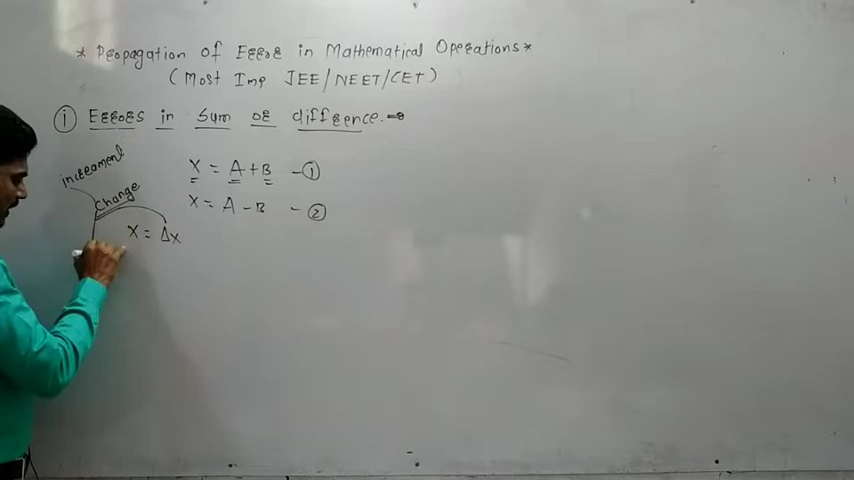 * Propagation of Error in Mathematical Operations *
(Most Imp JEE/NEET/CET)
① Errors in Sum or difference.→
increament
change
X = A + B - ①
X = A - B - ②
X = Δx